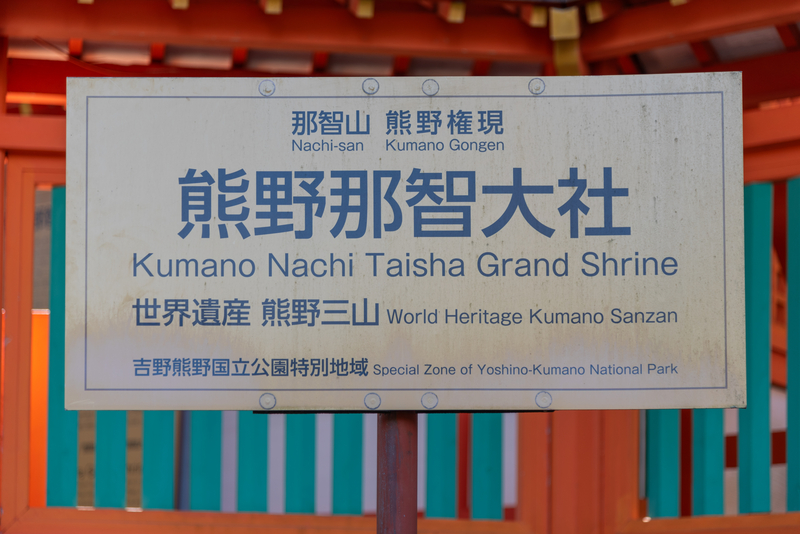 那智山 熊野権現
Nachi-san Kumano Gongen
熊野那智大社
Kumano Nachi Taisha Grand Shrine
世界遺産 熊野三山 World Heritage Kumano Sanzan
吉野熊野国立公園特別地域 Special Zone of Yoshino-Kumano National Park